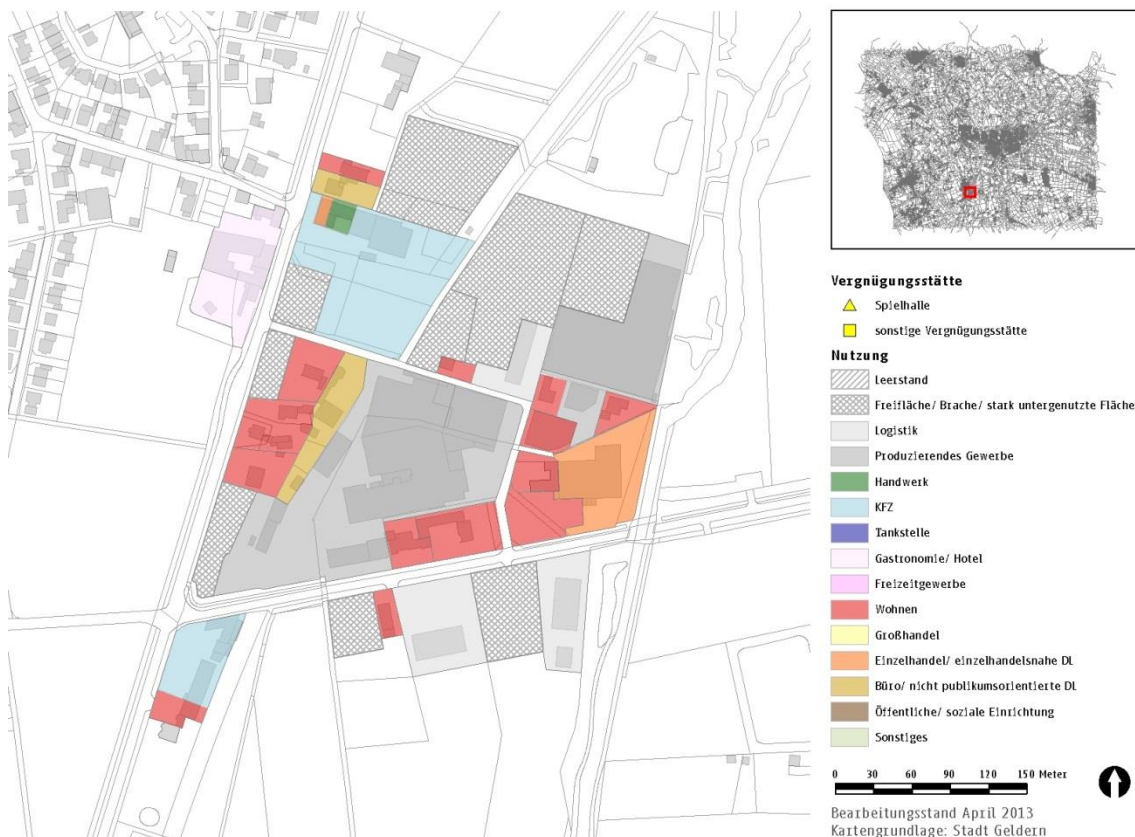 Vergnügungsstätte
Spielhalle
sonstige Vergnügungsstätte
Nutzung
Leerstand
Freifläche/ Brache/ stark untergenutzte Fläche
Logistik
Produzierendes Gewerbe
Handwerk
KFZ
Tankstelle
Gastronomie/ Hotel
Freizeitgewerbe
Wohnen
Großhandel
Einzelhandel/ einzelhandelsnahe DL
Büro/ nicht publikumsorientierte DL
Öffentliche/ soziale Einrichtung
Sonstiges
0 30 60 90 120 150 Meter
Bearbeitungsstand April 2013
Kartengrundlage: Stadt Geldern